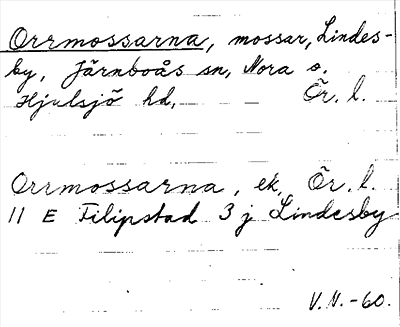 Orrmossarna, mossar, Lindes-
by, Järnboås sn, Nora o.
Hjulsjö hd, Ör. l.
Orrmossarna, ek, Ör. l.
11 E Filipstad 3 j Lindesby
V.N.-60.